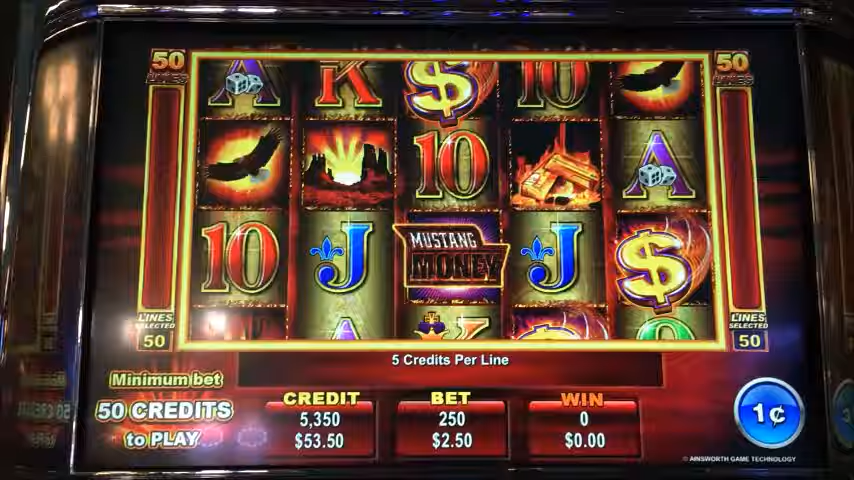 50
LINES
50
LINES
A
K
$
10
10
A
10
J
MUSTANG
MONEY
J
$
A
K
LINES
SELECTED
50
LINES
SELECTED
50
5 Credits Per Line
Minimum bet
50 CREDITS
to PLAY
CREDIT
5,350
$53.50
BET
250
$2.50
WIN
0
$0.00
1¢
© AINSWORTH GAME TECHNOLOGY